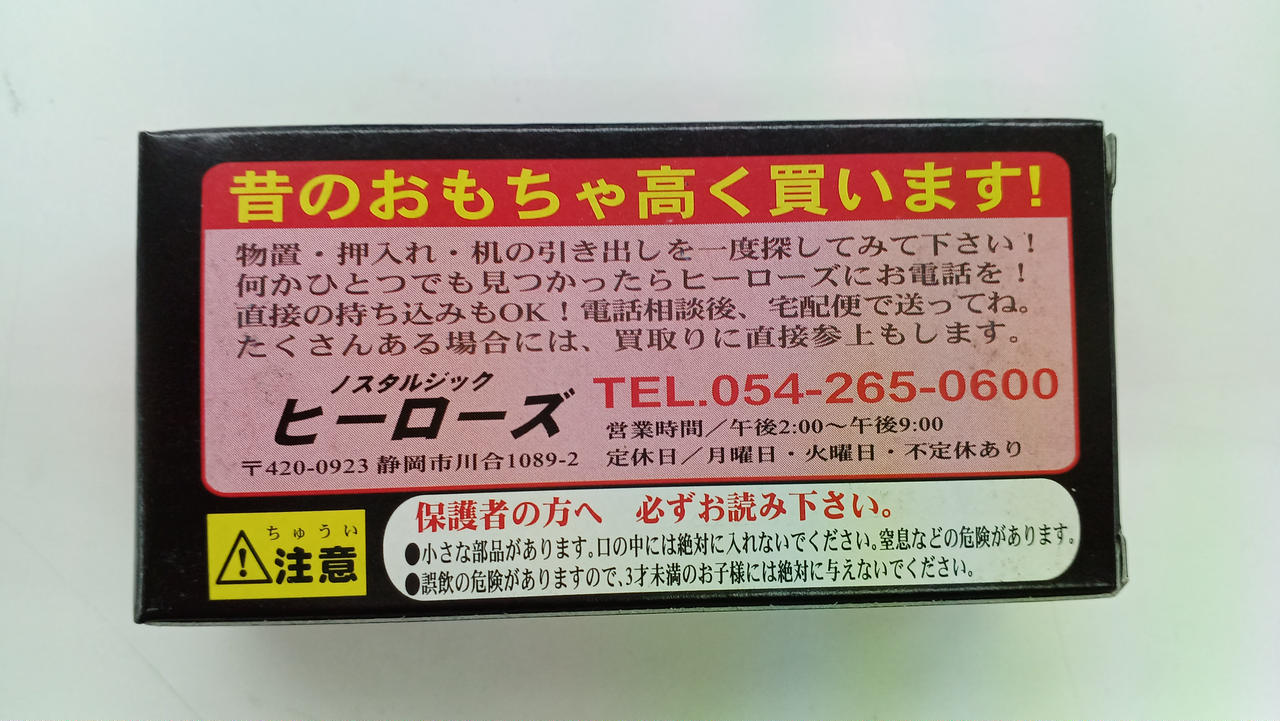 昔のおもちゃ高く買います!
物置・押入れ・机の引き出しを一度探してみて下さい!
何かひとつでも見つかったらヒーローズにお電話を!
直接の持ち込みもOK!電話相談後、宅配便で送ってね。
たくさんある場合には、買取りに直接参上もします。
ノスタルジック
ヒーローズ
〒420-0923 静岡市川合1089-2
TEL.054-265-0600
営業時間/午後2:00〜午後9:00
定休日/月曜日・火曜日・不定休あり
ちゅうい
注意
保護者の方へ 必ずお読み下さい。
●小さな部品があります。口の中には絶対に入れないでください。窒息などの危険があります。
●誤飲の危険がありますので、3才未満のお子様には絶対に与えないでください。